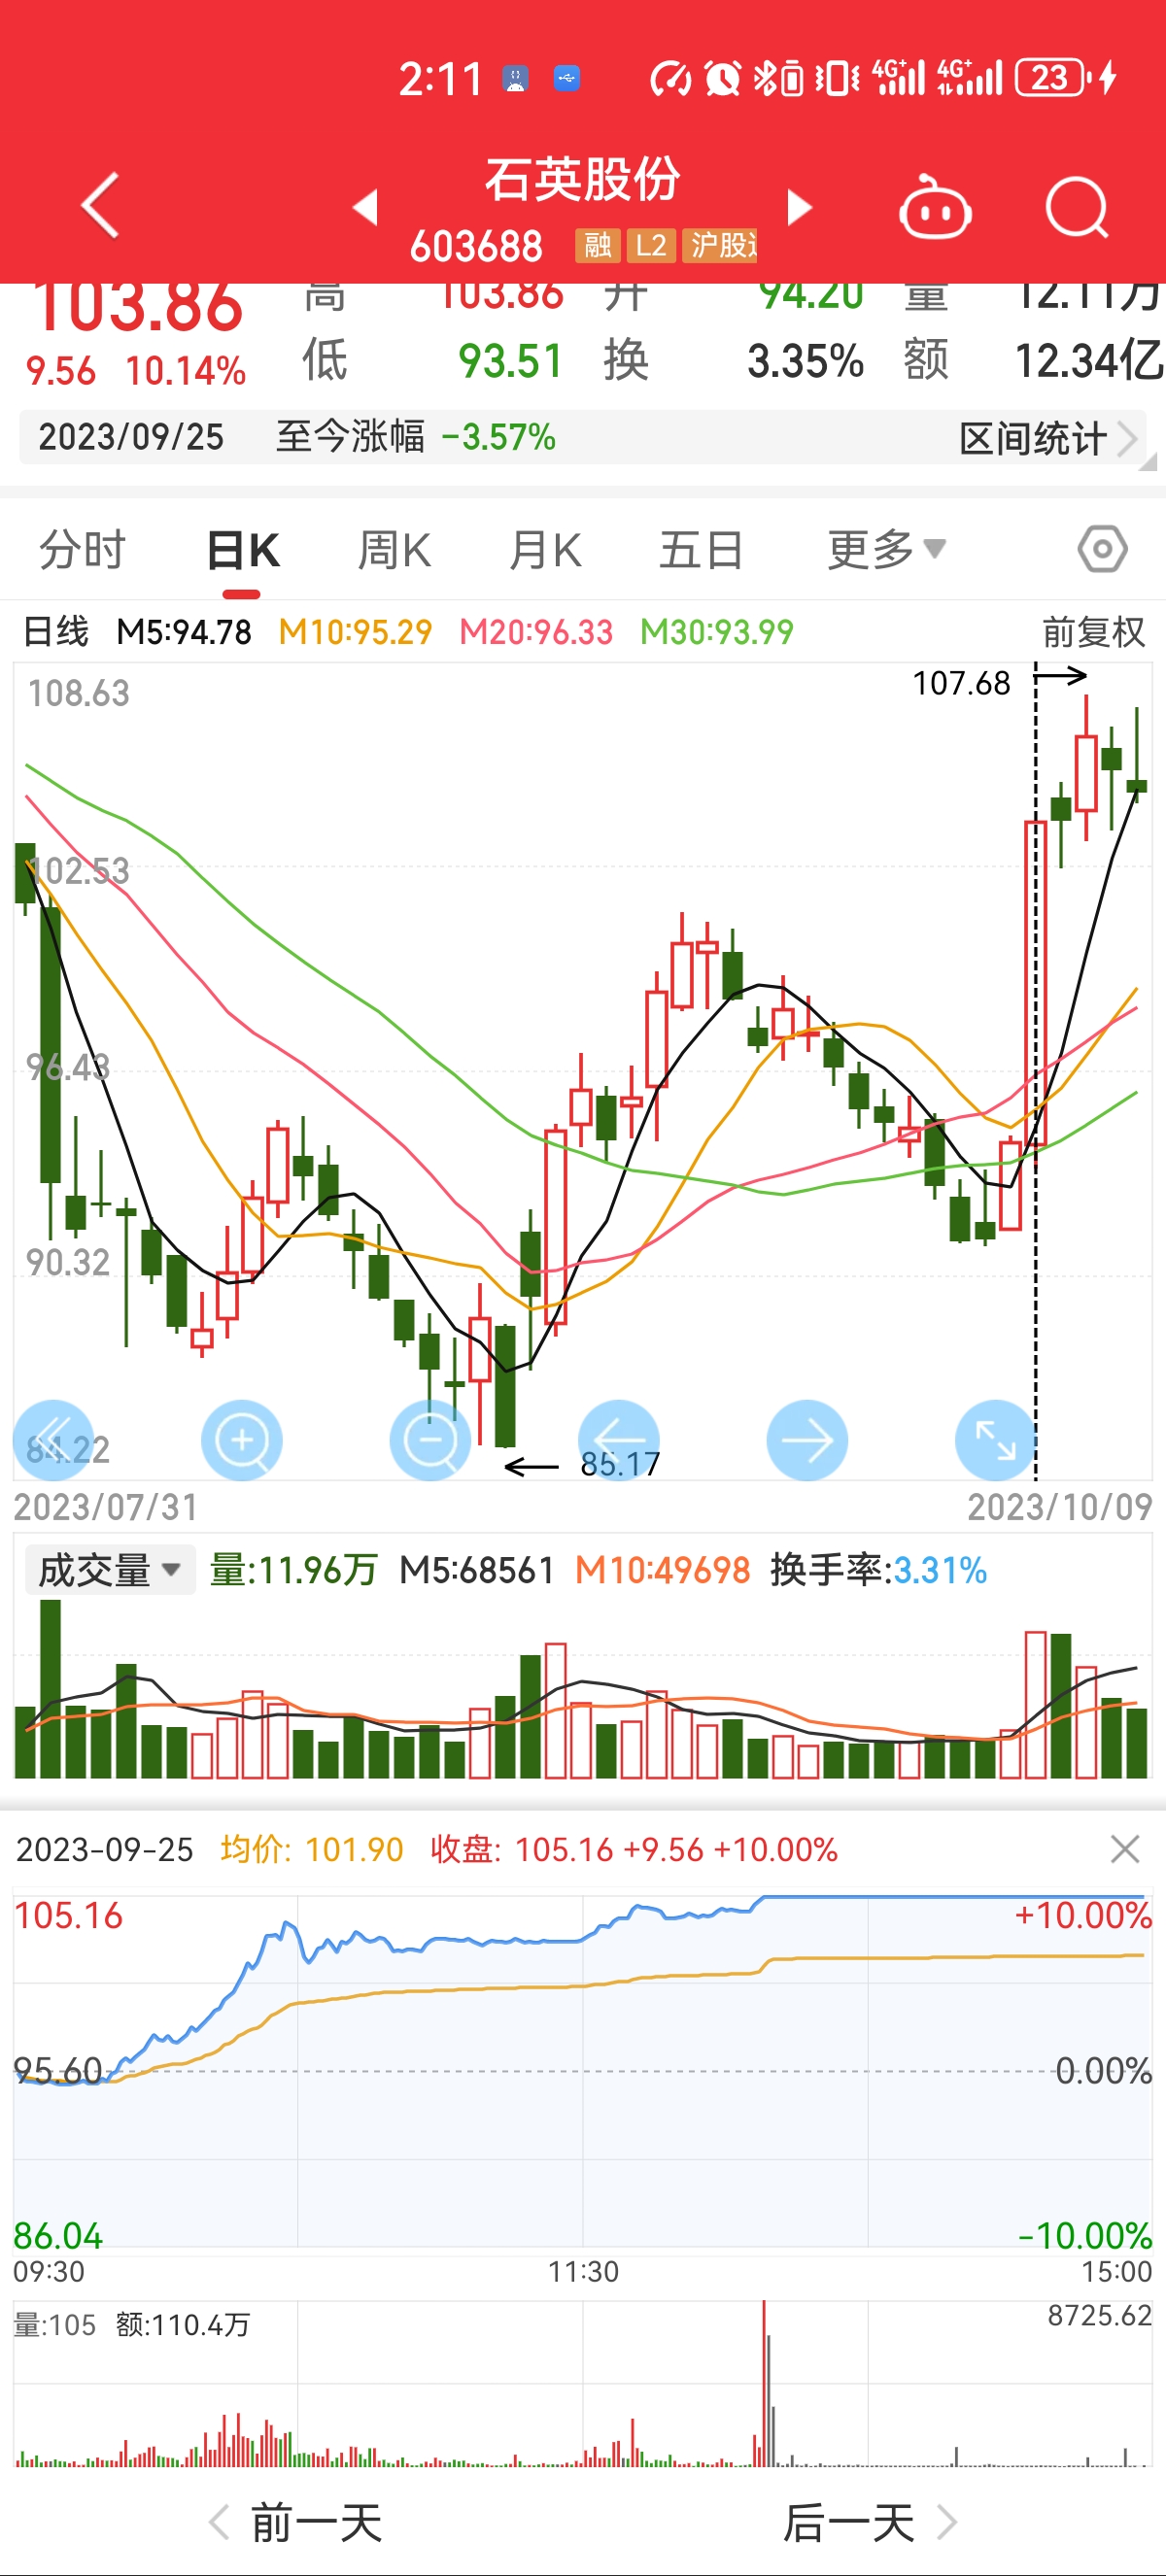 2:11 4G+ 4G+ 23
石英股份
603688 融 L2 沪股
103.86 高 103.86 开 94.20 量 12.11万
9.56 10.14% 低 93.51 换 3.35% 额 12.34亿
2023/09/25 至今涨幅 -3.57% 区间统计
分时 日K 周K 月K 五日 更多
日线 M5:94.78 M10:95.29 M20:96.33 M30:93.99 前复权
108.63
107.68
102.53
96.43
90.32
84.22
85.17
2023/07/31 2023/10/09
成交量 量:11.96万 M5:68561 M10:49698 换手率:3.31%
2023-09-25 均价: 101.90 收盘: 105.16 +9.56 +10.00%
105.16 +10.00%
95.60 0.00%
86.04 -10.00%
09:30 11:30 15:00
量:105 额:110.4万 8725.62
前一天 后一天